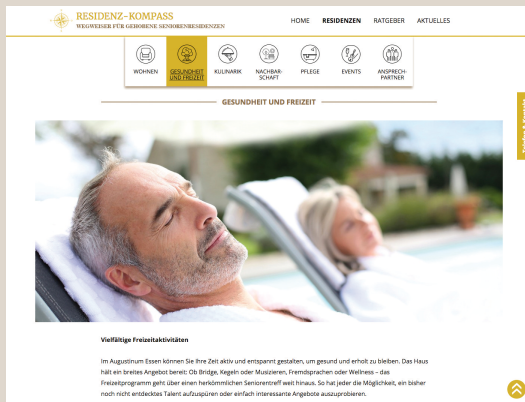 RESIDENZ-KOMPASS
WEGWEISER FÜR GEHOBENE SENIORENRESIDENZEN
HOME RESIDENZEN RATGEBER AKTUELLES
WOHNEN
GESUNDHEIT
UND FREIZEIT
KULINARIK
NACHBAR-
SCHAFT
PFLEGE
EVENTS
ANSPRECH-
PARTNER
GESUNDHEIT UND FREIZEIT
Vielfältige Freizeitaktivitäten
Im Augustinum Essen können Sie Ihre Zeit aktiv und entspannt gestalten, um gesund und erholt zu bleiben. Das Haus
hält ein breites Angebot bereit: Ob Bridge, Kegeln oder Musizieren, Fremdsprachen oder Wellness – das
Freizeitprogramm geht über einen herkömmlichen Seniorentreff weit hinaus. So hat jeder die Möglichkeit, ein bisher
noch nicht entdecktes Talent aufzuspüren oder einfach interessante Angebote auszuprobieren.